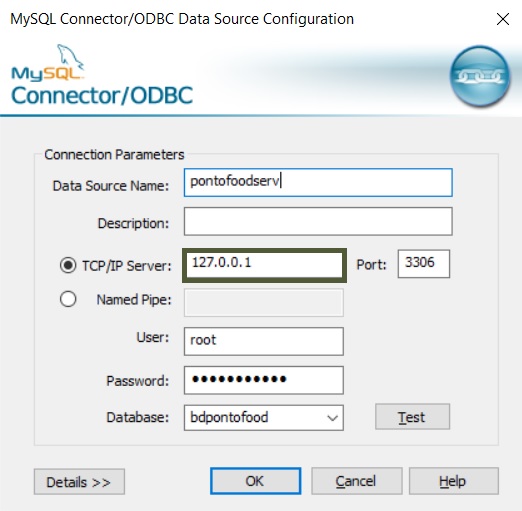 MySQL Connector/ODBC Data Source Configuration
MySQL
Connector/ODBC
Connection Parameters
Data Source Name: pontofoodserv
Description:
TCP/IP Server: 127.0.0.1 Port: 3306
Named Pipe:
User: root
Password: •••••••••••
Database: bdpontofood Test
Details >> OK Cancel Help